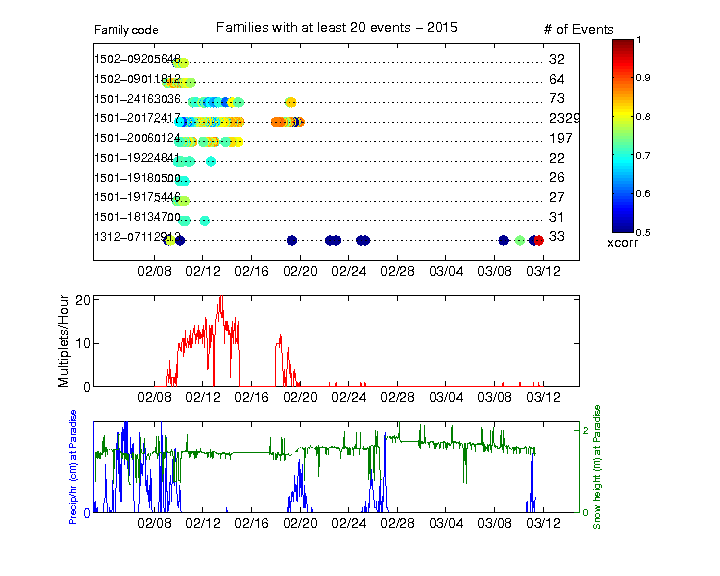 Family code
Families with at least 20 events − 2015
# of Events
1502−09205648 32
1502−09011812 64
1501−24163036 73
1501−20172417 2329
1501−20060124 197
1501−19224841 22
1501−19180500 26
1501−19175446 27
1501−18134700 31
1312−07112912 33
02/08 02/12 02/16 02/20 02/24 02/28 03/04 03/08 03/12
1
0.9
0.8
0.7
0.6
0.5
xcorr
Multiplets/Hour
20
10
0
02/08 02/12 02/16 02/20 02/24 02/28 03/04 03/08 03/12
Precip/hr (cm) at Paradise
0
2
0
Snow height (m) at Paradise
02/08 02/12 02/16 02/20 02/24 02/28 03/04 03/08 03/12